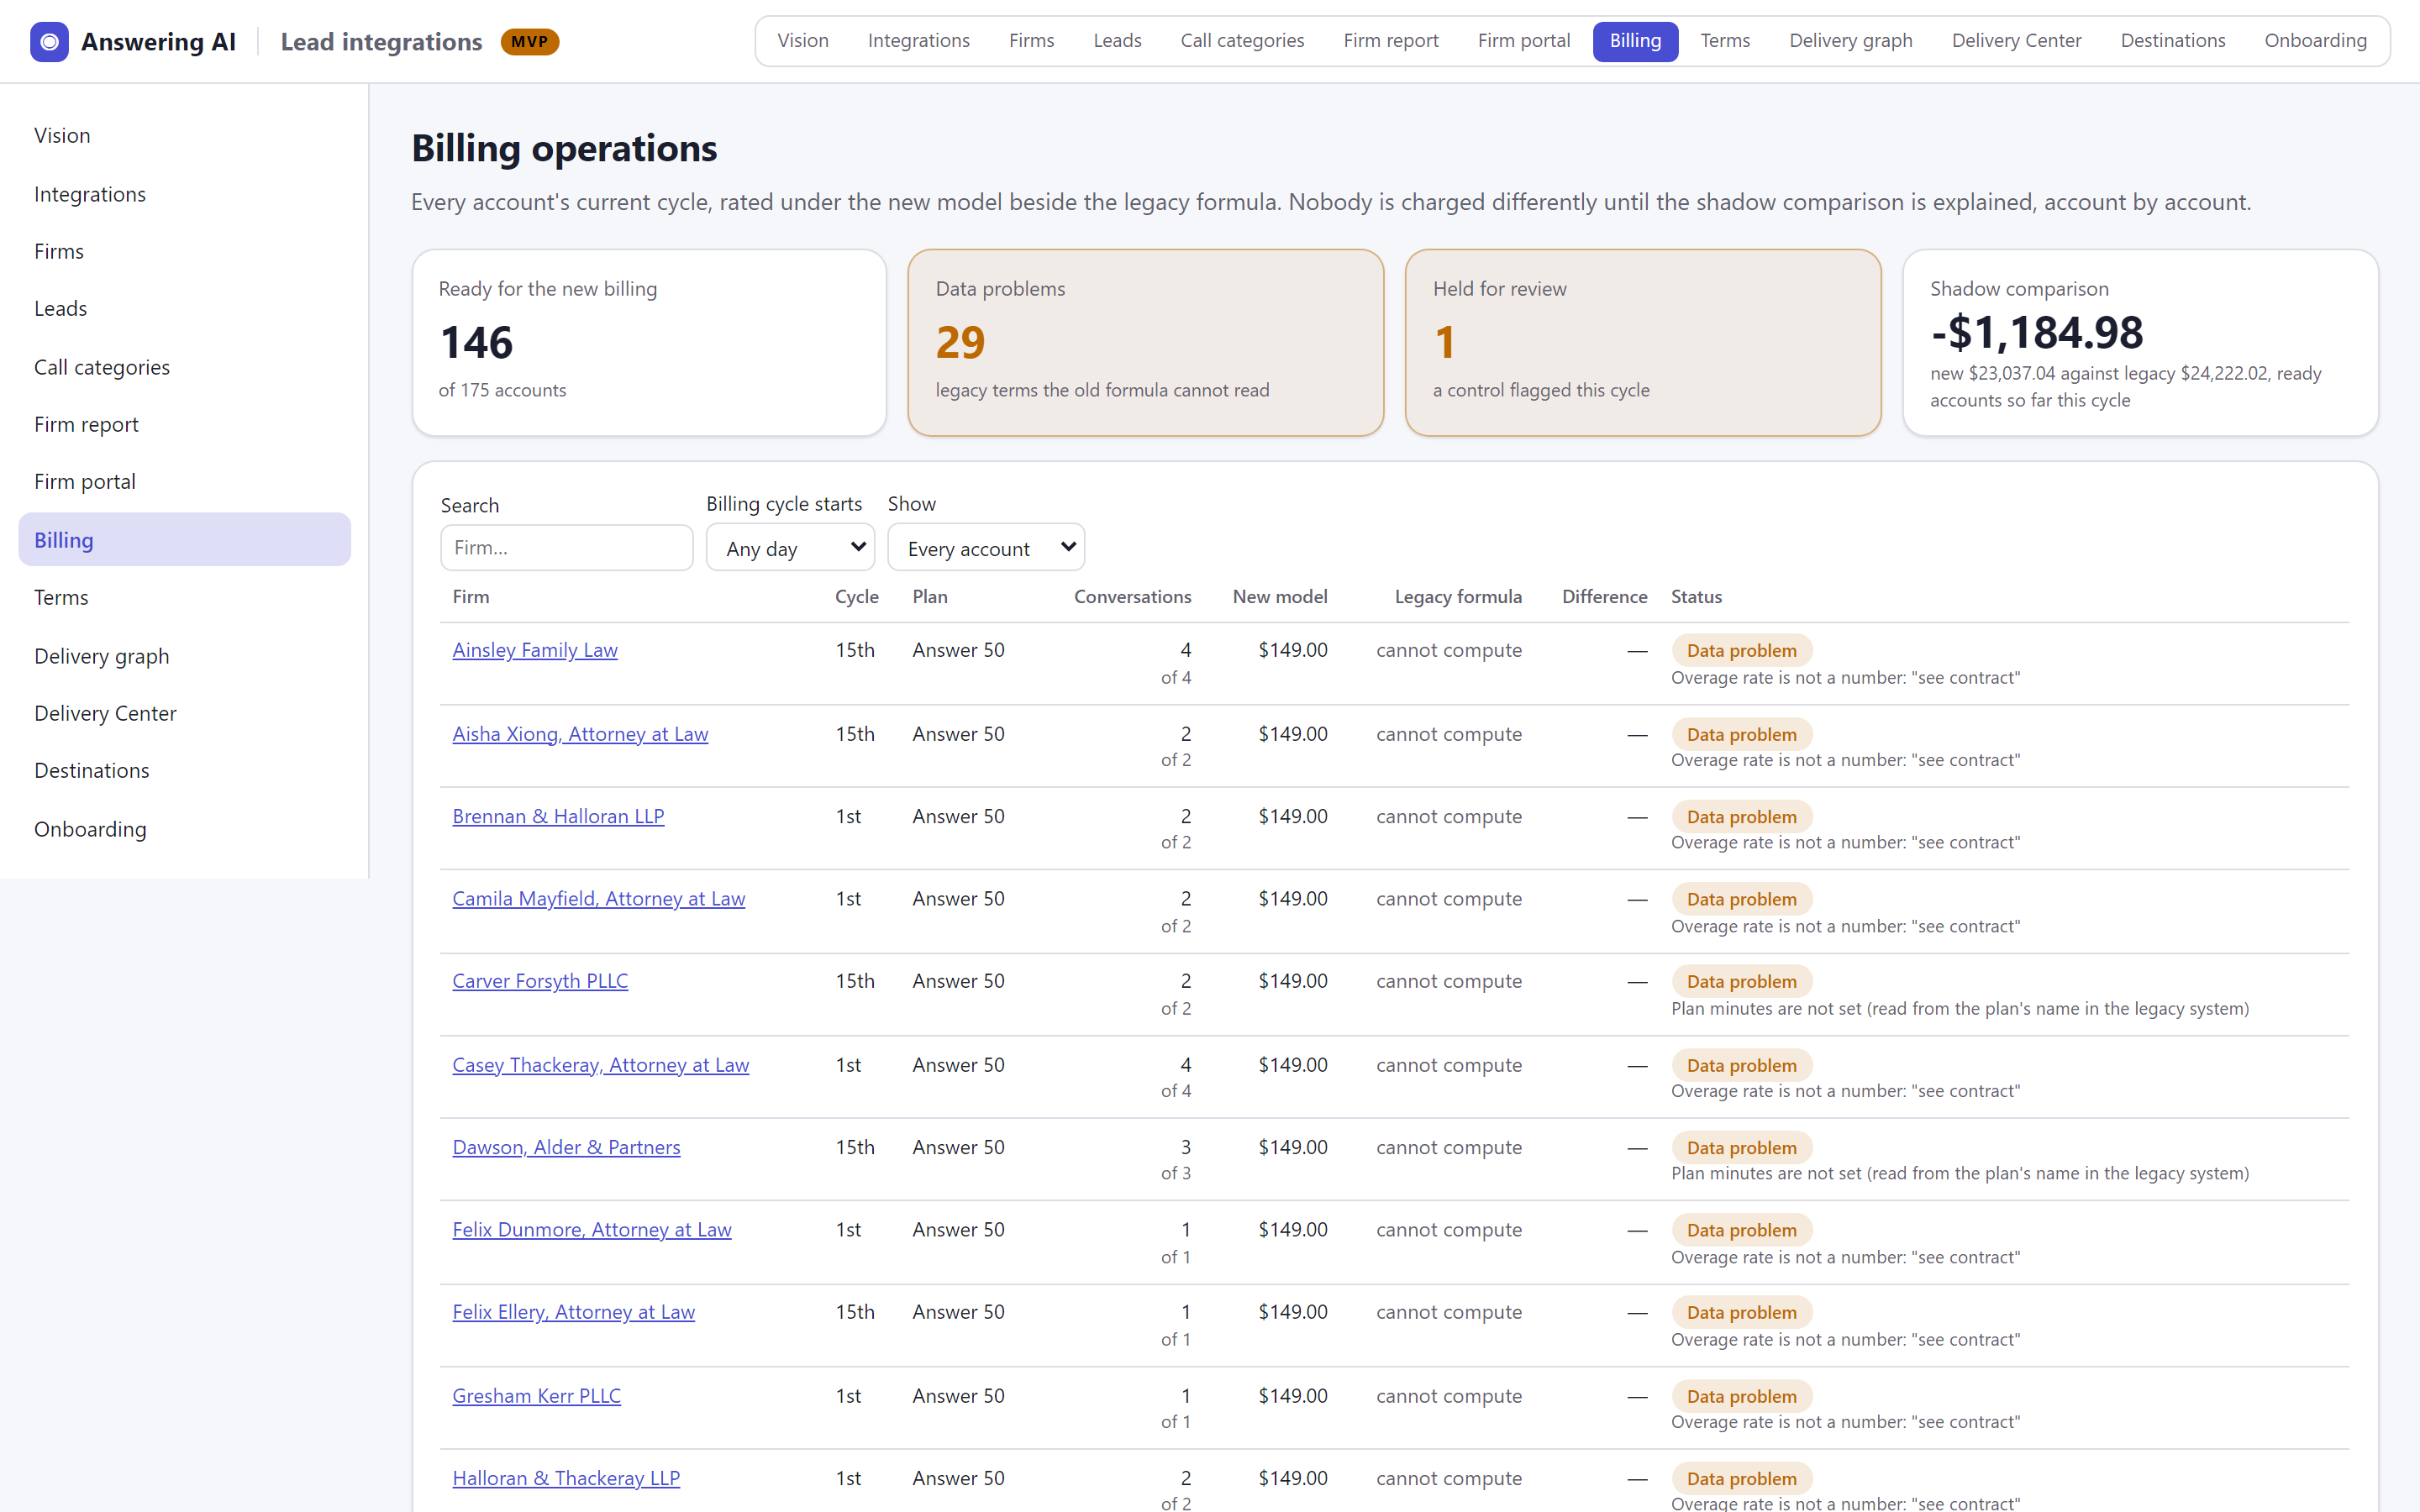 Answering AI
Lead integrations
MVP
Vision
Integrations
Firms
Leads
Call categories
Firm report
Firm portal
Billing
Terms
Delivery graph
Delivery Center
Destinations
Onboarding
Vision
Integrations
Firms
Leads
Call categories
Firm report
Firm portal
Billing
Terms
Delivery graph
Delivery Center
Destinations
Onboarding
Billing operations
Every account's current cycle, rated under the new model beside the legacy formula. Nobody is charged differently until the shadow comparison is explained, account by account.
Ready for the new billing
146
of 175 accounts
Data problems
29
legacy terms the old formula cannot read
Held for review
1
a control flagged this cycle
Shadow comparison
-$1,184.98
new $23,037.04 against legacy $24,222.02, ready
accounts so far this cycle
Search
Firm...
Billing cycle starts
Any day
Show
Every account
Firm Cycle Plan Conversations New model Legacy formula Difference Status
Ainsley Family Law 15th Answer 50 4 $149.00 cannot compute — Data problem
of 4 Overage rate is not a number: "see contract"
Aisha Xiong, Attorney at Law 15th Answer 50 2 $149.00 cannot compute — Data problem
of 2 Overage rate is not a number: "see contract"
Brennan & Halloran LLP 1st Answer 50 2 $149.00 cannot compute — Data problem
of 2 Overage rate is not a number: "see contract"
Camila Mayfield, Attorney at Law 1st Answer 50 2 $149.00 cannot compute — Data problem
of 2 Overage rate is not a number: "see contract"
Carver Forsyth PLLC 15th Answer 50 2 $149.00 cannot compute — Data problem
of 2 Plan minutes are not set (read from the plan's name in the legacy system)
Casey Thackeray, Attorney at Law 1st Answer 50 4 $149.00 cannot compute — Data problem
of 4 Overage rate is not a number: "see contract"
Dawson, Alder & Partners 15th Answer 50 3 $149.00 cannot compute — Data problem
of 3 Plan minutes are not set (read from the plan's name in the legacy system)
Felix Dunmore, Attorney at Law 1st Answer 50 1 $149.00 cannot compute — Data problem
of 1 Overage rate is not a number: "see contract"
Felix Ellery, Attorney at Law 15th Answer 50 1 $149.00 cannot compute — Data problem
of 1 Overage rate is not a number: "see contract"
Gresham Kerr PLLC 1st Answer 50 1 $149.00 cannot compute — Data problem
of 1 Overage rate is not a number: "see contract"
Halloran & Thackeray LLP 1st Answer 50 2 $149.00 cannot compute — Data problem
of 2 Overage rate is not a number: "see contract"